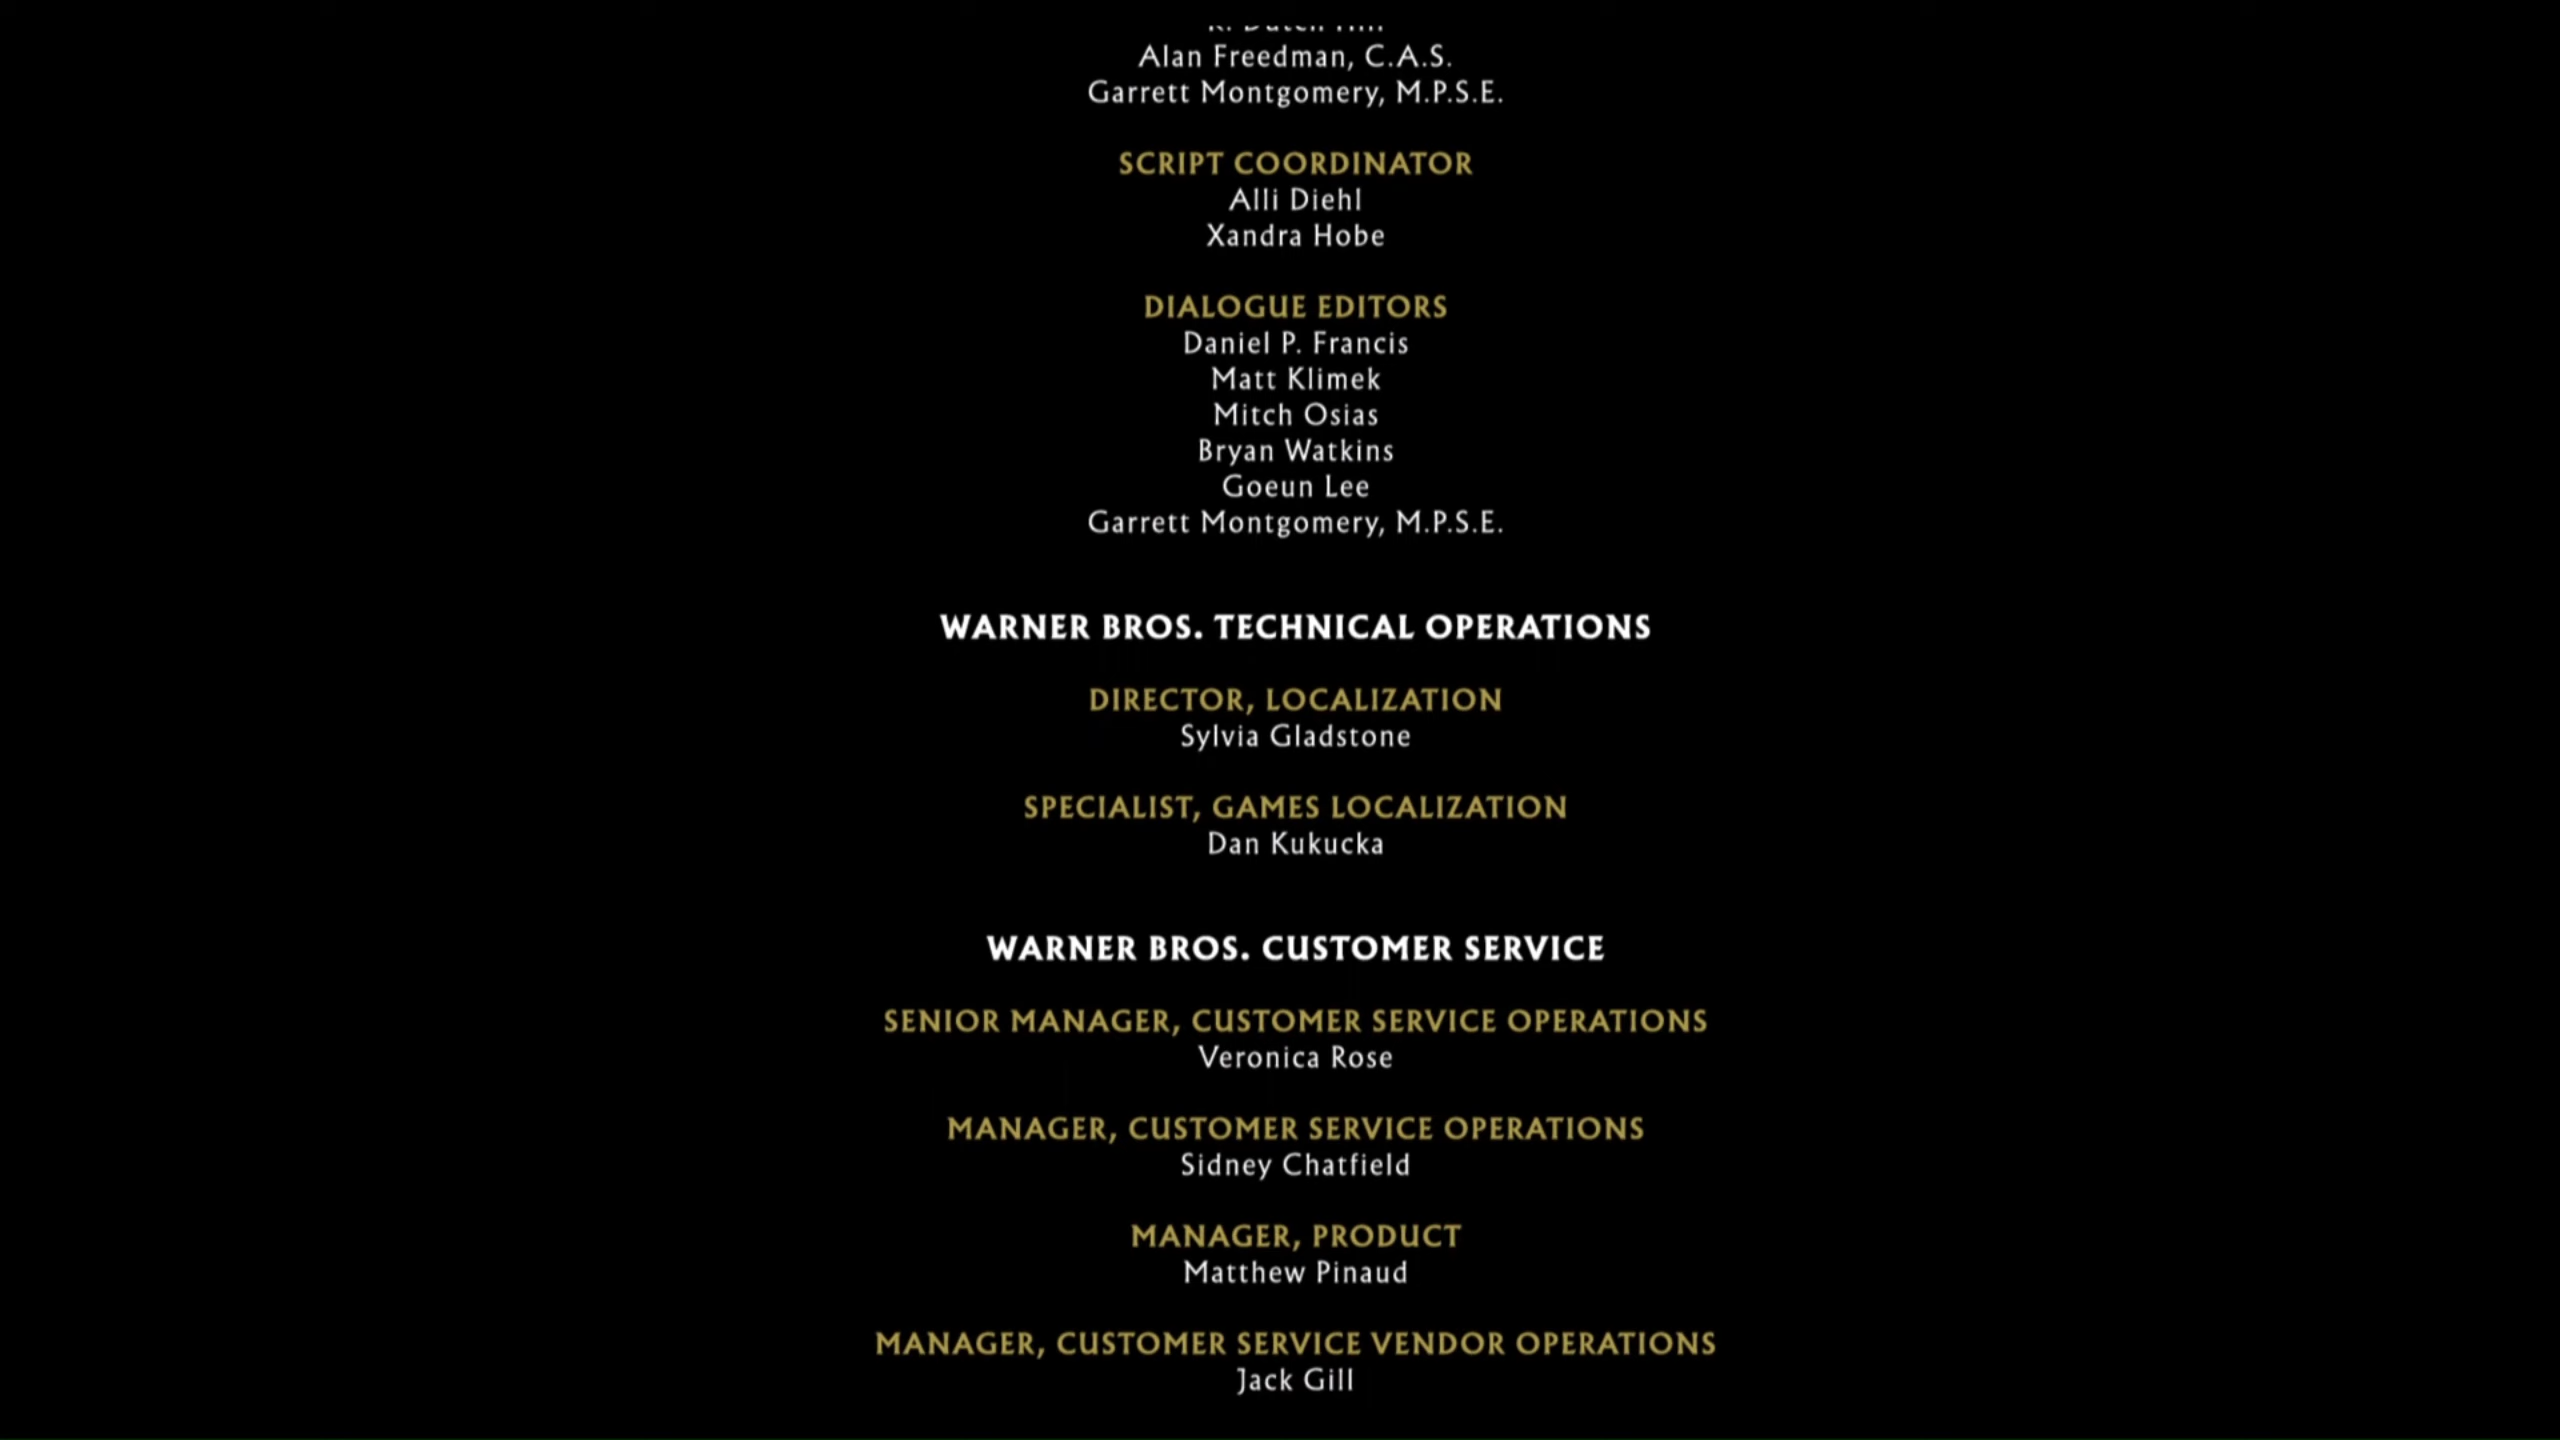 Alan Freedman, C.A.S.
Garrett Montgomery, M.P.S.E.
SCRIPT COORDINATOR
Alli Diehl
Xandra Hobe
DIALOGUE EDITORS
Daniel P. Francis
Matt Klimek
Mitch Osias
Bryan Watkins
Goeun Lee
Garrett Montgomery, M.P.S.E.
WARNER BROS. TECHNICAL OPERATIONS
DIRECTOR, LOCALIZATION
Sylvia Gladstone
SPECIALIST, GAMES LOCALIZATION
Dan Kukucka
WARNER BROS. CUSTOMER SERVICE
SENIOR MANAGER, CUSTOMER SERVICE OPERATIONS
Veronica Rose
MANAGER, CUSTOMER SERVICE OPERATIONS
Sidney Chatfield
MANAGER, PRODUCT
Matthew Pinaud
MANAGER, CUSTOMER SERVICE VENDOR OPERATIONS
Jack Gill